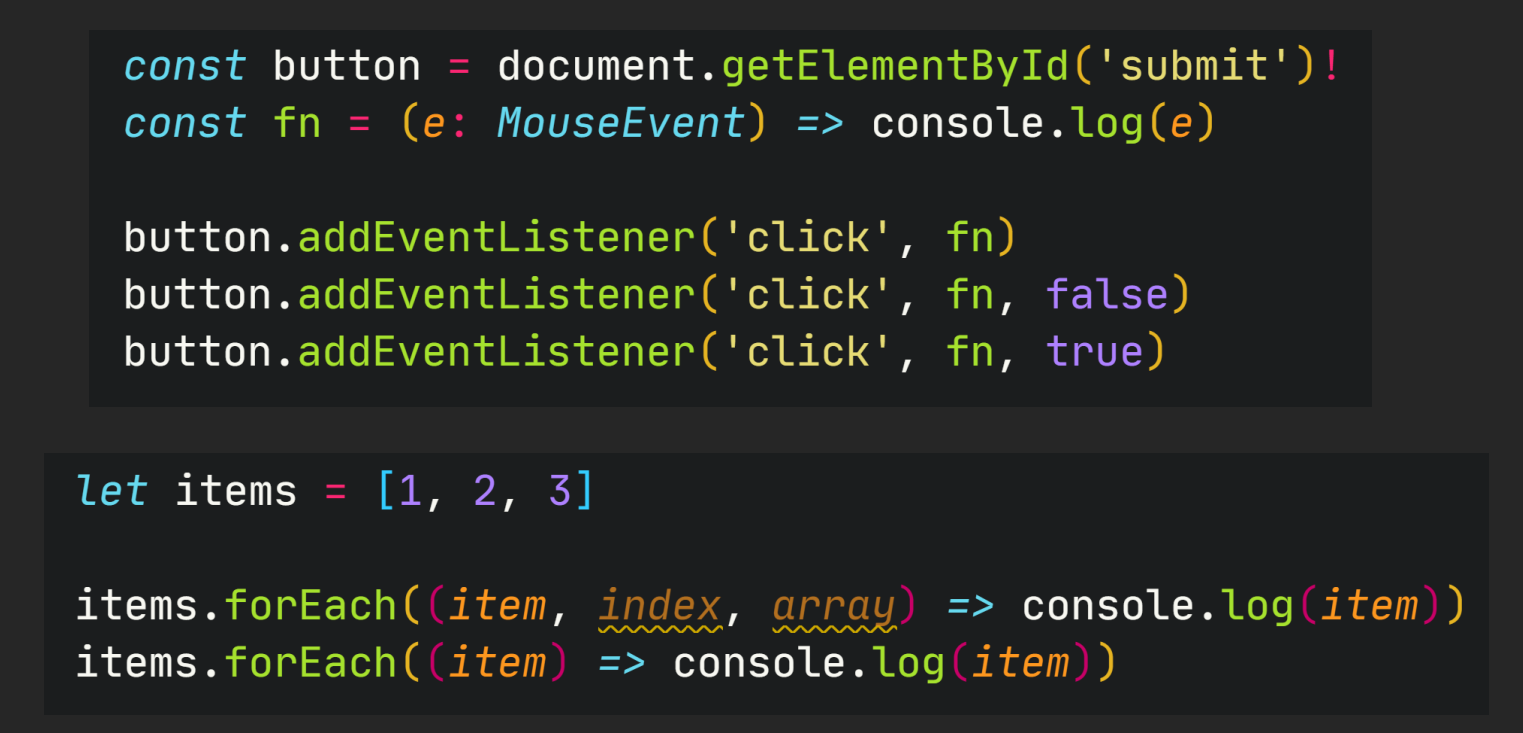 const button = document.getElementById('submit')!
const fn = (e: MouseEvent) => console.log(e)
button.addEventListener('click', fn)
button.addEventListener('click', fn, false)
button.addEventListener('click', fn, true)
let items = [1, 2, 3]
items.forEach((item, index, array) => console.log(item))
items.forEach((item) => console.log(item))